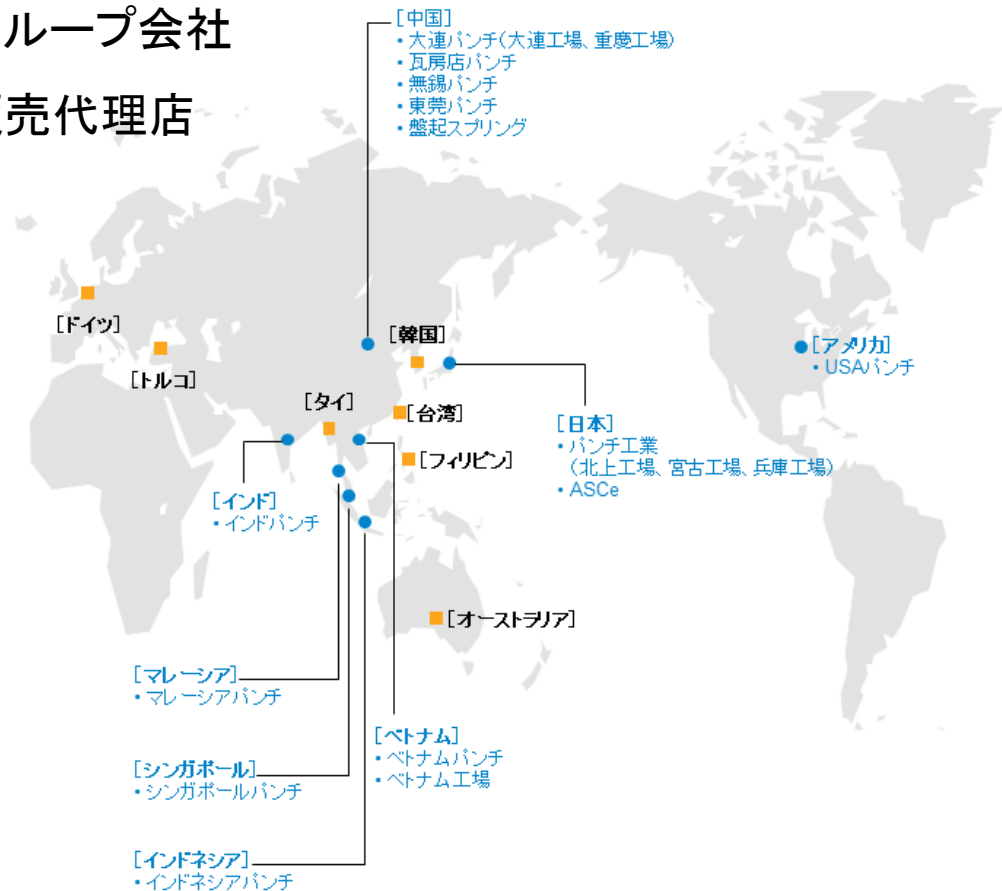 ループ会社
売代理店
[中国]
・大連パンチ(大連工場、重慶工場)
・瓦房店パンチ
・無錫パンチ
・東莞パンチ
・盤起スプリング
[ドイツ]
[トルコ]
[韓国]
[アメリカ]
・USAパンチ
[タイ]
[台湾]
[フィリピン]
[日本]
・パンチ工業
(北上工場、宮古工場、兵庫工場)
・ASCe
[インド]
・インドパンチ
[オーストラリア]
[マレーシア]
・マレーシアパンチ
[ベトナム]
・ベトナムパンチ
・ベトナム工場
[シンガポール]
・シンガポールパンチ
[インドネシア]
・インドネシアパンチ